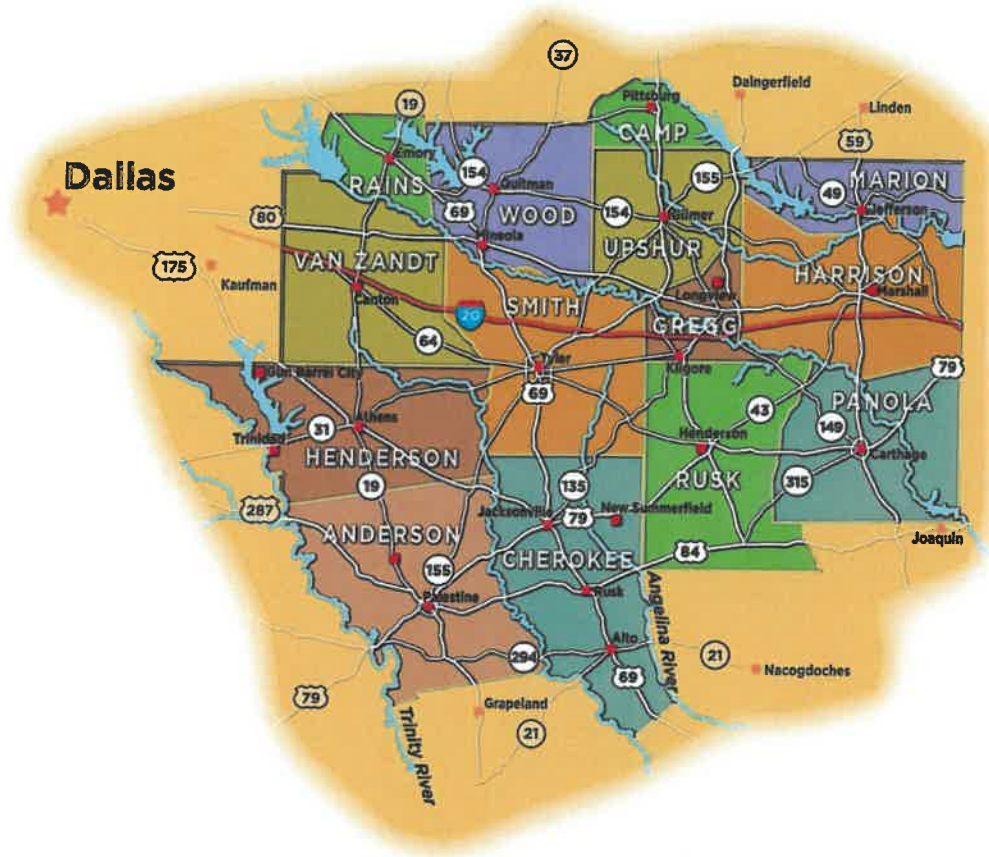 37
Daingerfield
Pittsburg
19
Linden
CAMP
59
Emory
154
155
Dallas
RAINS
Quitman
49
MARION
69
WOOD
154
Gilmer
Jefferson
80
Mineola
UPSHUR
175
VAN ZANDT
HARRISON
Kaufman
Canton
SMITH
Longview
Marshall
20
GREGG
64
Tyler
Kilgore
79
Gun Barrel City
69
43
PANOLA
31
Athens
149
Trinidad
Henderson
Carthage
HENDERSON
RUSK
19
135
315
287
Jacksonville
79
New Summerfield
ANDERSON
84
Joaquin
155
CHEROKEE
Palestine
Rusk
Angelina River
Alto
294
21
69
Nacogdoches
79
Grapeland
Trinity River
21